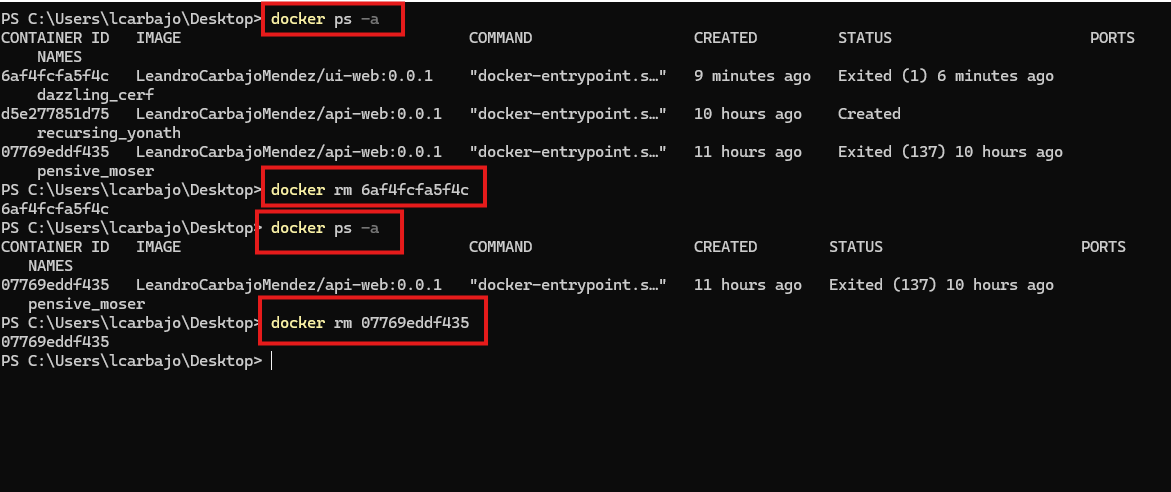 PS C:\Users\lcarbajo\Desktop> docker ps -a
CONTAINER ID   IMAGE                                COMMAND                  CREATED         STATUS                      PORTS
    NAMES
6af4fcfa5f4c   LeandroCarbajoMendez/ui-web:0.0.1    "docker-entrypoint.s…"   9 minutes ago   Exited (1) 6 minutes ago
    dazzling_cerf
d5e277851d75   LeandroCarbajoMendez/api-web:0.0.1   "docker-entrypoint.s…"   10 hours ago    Created
    recursing_yonath
07769eddf435   LeandroCarbajoMendez/api-web:0.0.1   "docker-entrypoint.s…"   11 hours ago    Exited (137) 10 hours ago
    pensive_moser
PS C:\Users\lcarbajo\Desktop> docker rm 6af4fcfa5f4c
6af4fcfa5f4c
PS C:\Users\lcarbajo\Desktop> docker ps -a
CONTAINER ID   IMAGE                                COMMAND                  CREATED        STATUS                      PORTS
   NAMES
07769eddf435   LeandroCarbajoMendez/api-web:0.0.1   "docker-entrypoint.s…"   11 hours ago   Exited (137) 10 hours ago
   pensive_moser
PS C:\Users\lcarbajo\Desktop> docker rm 07769eddf435
07769eddf435
PS C:\Users\lcarbajo\Desktop>